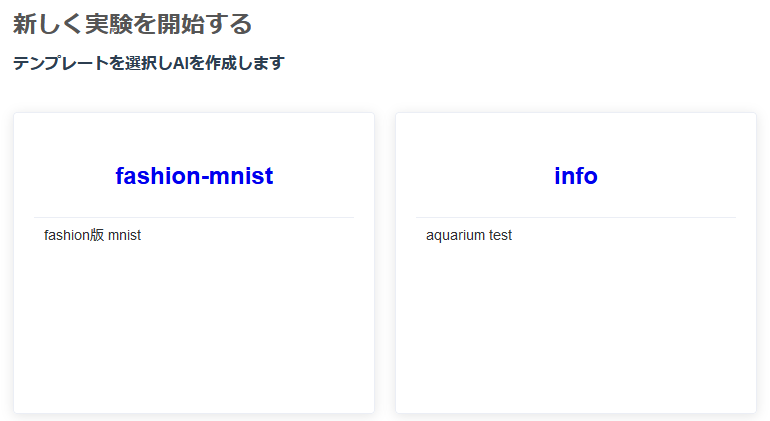 新しく実験を開始する
テンプレートを選択しAIを作成します
fashion-mnist
fashion版 mnist
info
aquarium test